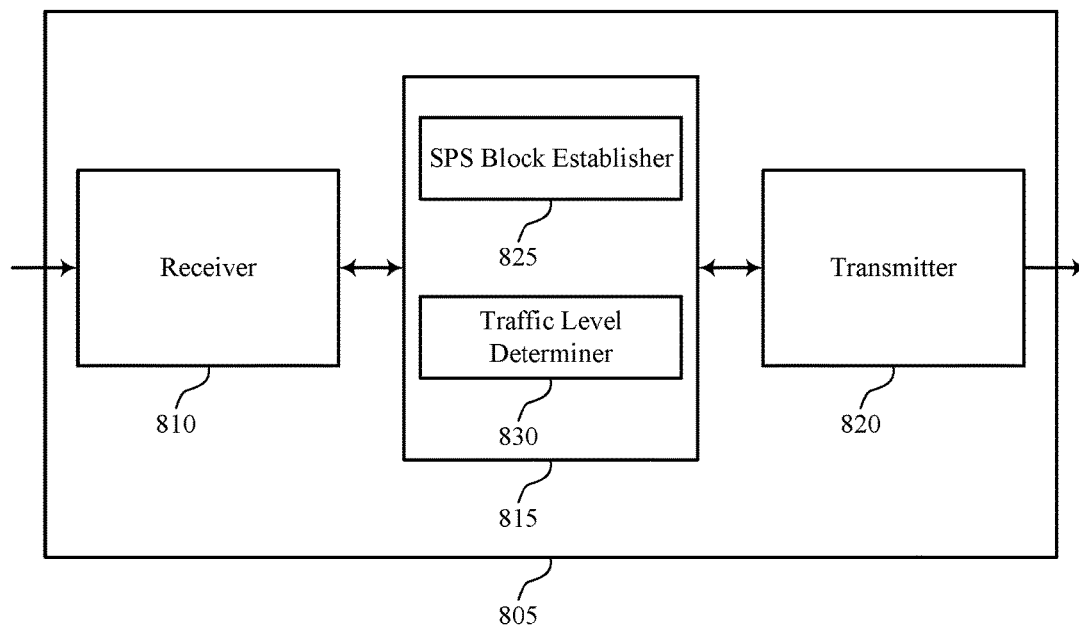 SPS Block Establisher
825
Receiver
Transmitter
Traffic Level
Determiner
810
830
820
815
805